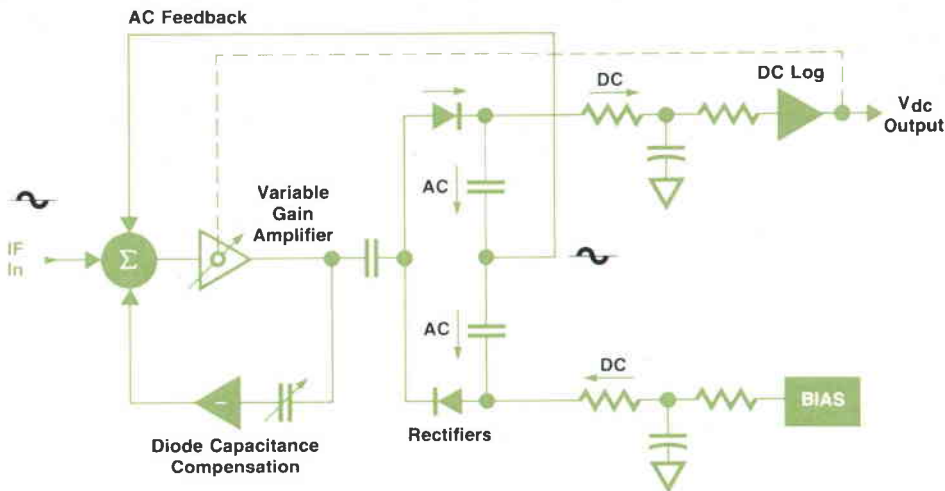 AC Feedback
DC
DC Log
Vdc
Output
Variable
Gain
Amplifier
AC
IF
In
Σ
AC
DC
BIAS
−
Rectifiers
Diode Capacitance
Compensation